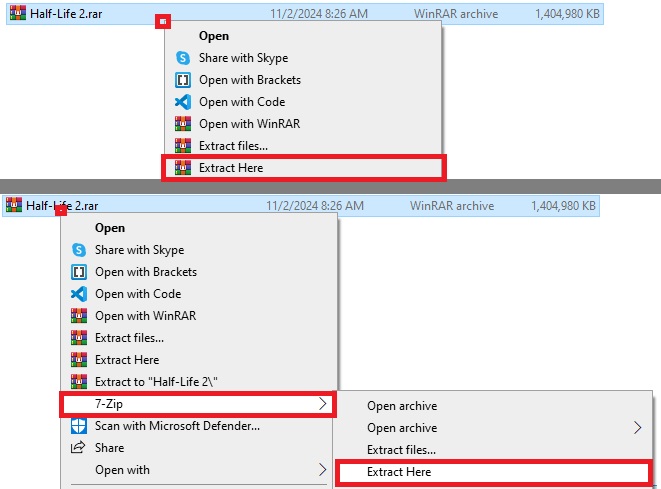 Half-Life 2.rar 11/2/2024 8:26 AM WinRAR archive 1,404,980 KB
Open
Share with Skype
Open with Brackets
Open with Code
Open with WinRAR
Extract files...
Extract Here
Half-Life 2.rar 11/2/2024 8:26 AM WinRAR archive 1,404,980 KB
Open
Share with Skype
Open with Brackets
Open with Code
Open with WinRAR
Extract files...
Extract Here
Extract to "Half-Life 2\"
7-Zip
Scan with Microsoft Defender...
Share
Open with
Open archive
Open archive
Extract files...
Extract Here